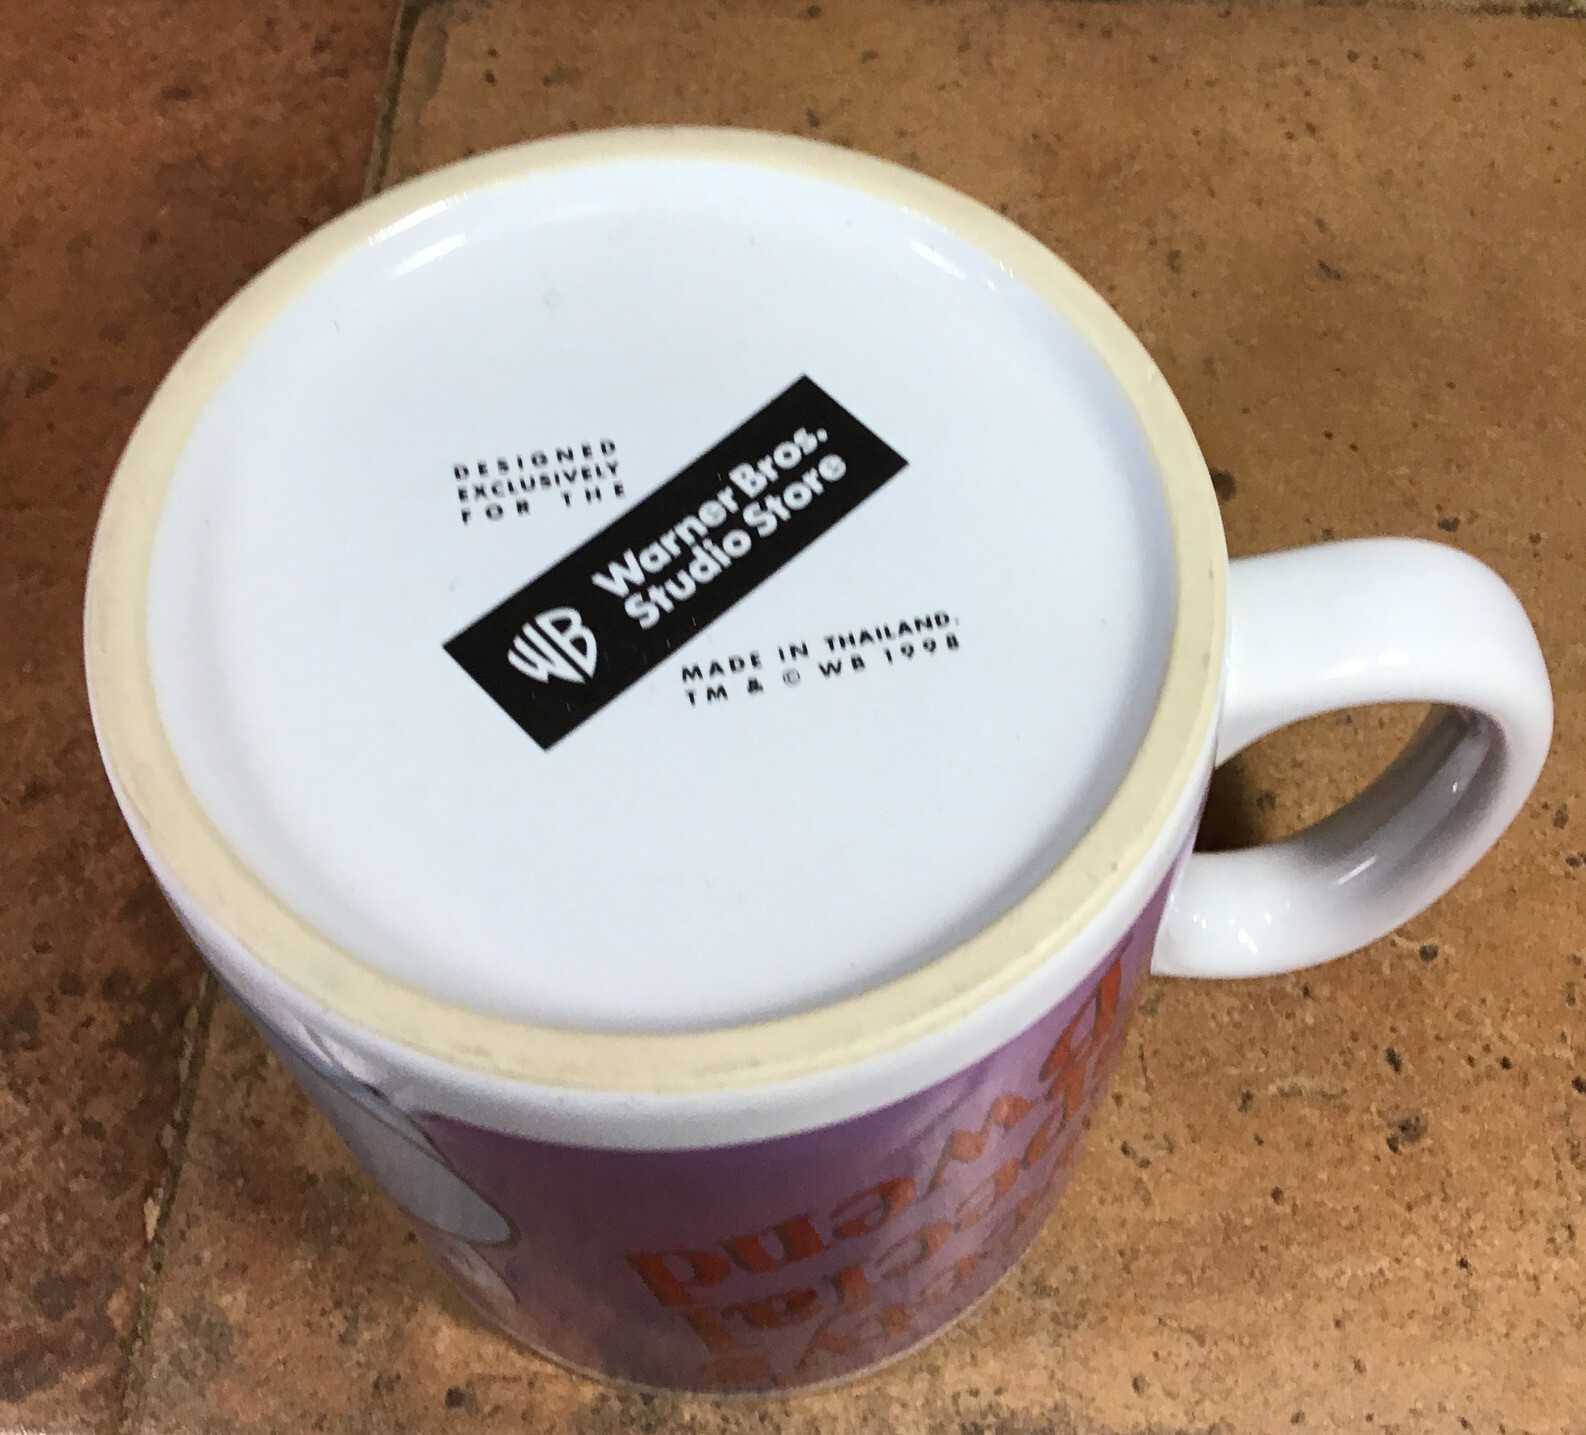 DESIGNED
EXCLUSIVELY
FOR THE
WB
Warner Bros.
Studio Store
MADE IN THAILAND.
TM & © WB 1998